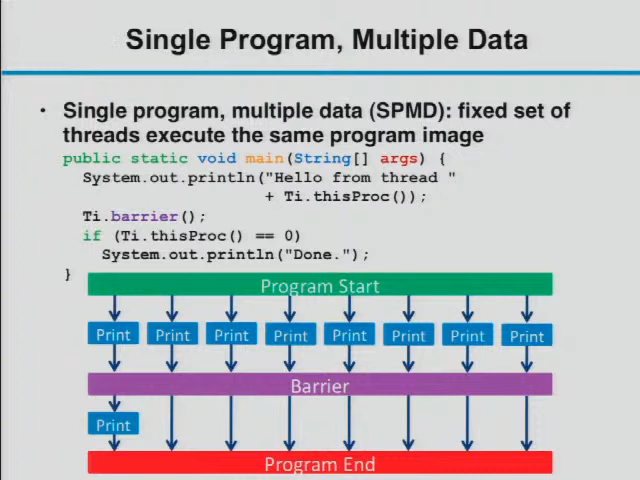 Single Program, Multiple Data
• Single program, multiple data (SPMD): fixed set of
threads execute the same program image
public static void main(String[] args) {
System.out.println("Hello from thread "
+ Ti.thisProc());
Ti.barrier();
if (Ti.thisProc() == 0)
System.out.println("Done.");
}
Program Start
Print Print Print Print Print Print Print Print
Barrier
Print
Program End